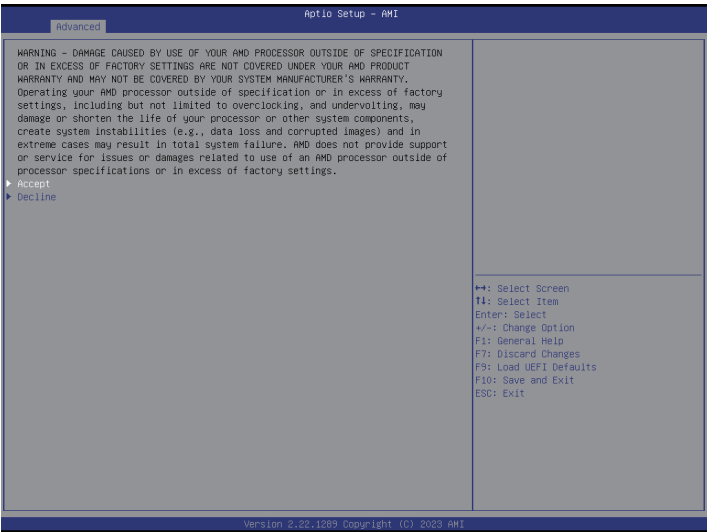 Aptio Setup – AMI
Advanced
WARNING – DAMAGE CAUSED BY USE OF YOUR AMD PROCESSOR OUTSIDE OF SPECIFICATION
OR IN EXCESS OF FACTORY SETTINGS ARE NOT COVERED UNDER YOUR AMD PRODUCT
WARRANTY AND MAY NOT BE COVERED BY YOUR SYSTEM MANUFACTURER'S WARRANTY.
Operating your AMD processor outside of specification or in excess of factory
settings, including but not limited to overclocking, and undervolting, may
damage or shorten the life of your processor or other system components,
create system instabilities (e.g., data loss and corrupted images) and in
extreme cases may result in total system failure. AMD does not provide support
or service for issues or damages related to use of an AMD processor outside of
processor specifications or in excess of factory settings.
Accept
Decline
↔: Select Screen
↑↓: Select Item
Enter: Select
+/-: Change Option
F1: General Help
F7: Discard Changes
F9: Load UEFI Defaults
F10: Save and Exit
ESC: Exit
Version 2.22.1289 Copyright (C) 2023 AMI